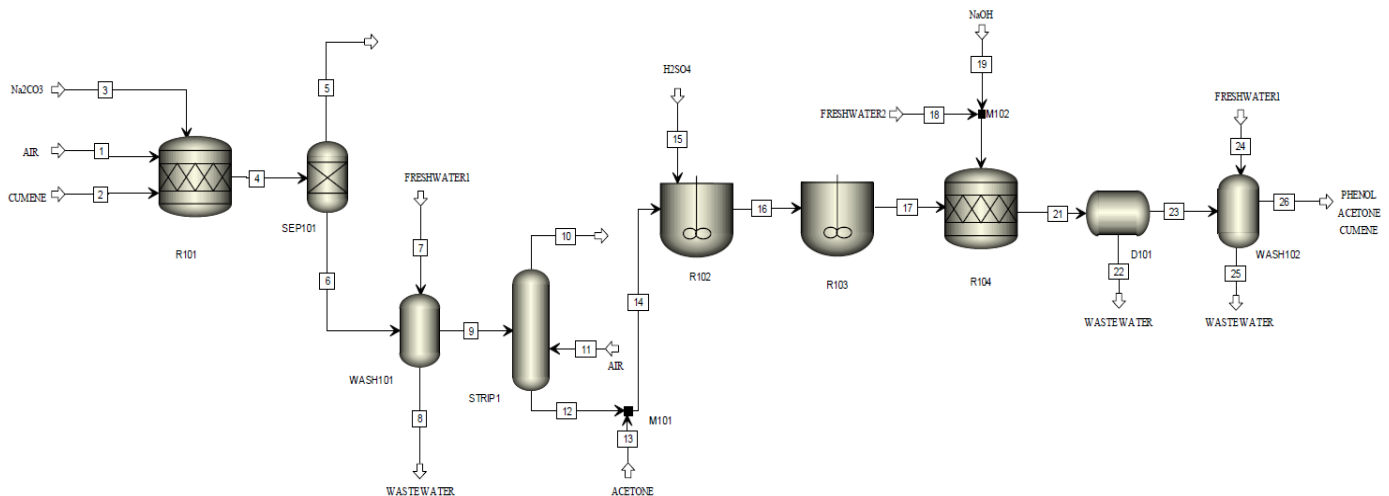 NaOH
H2SO4
19
5
Na2CO3
3
FRESHWATER2
18
M102
FRESHWATER1
15
24
AIR
1
FRESHWATER1
CUMENE
2
4
7
10
16
17
21
23
26
PHENOL
ACETONE
CUMENE
SEP101
R101
6
14
R102
R103
R104
D101
WASH102
22
25
9
11
AIR
WASTEWATER
WASTEWATER
WASH101
STRIP1
8
12
M101
13
WASTEWATER
ACETONE